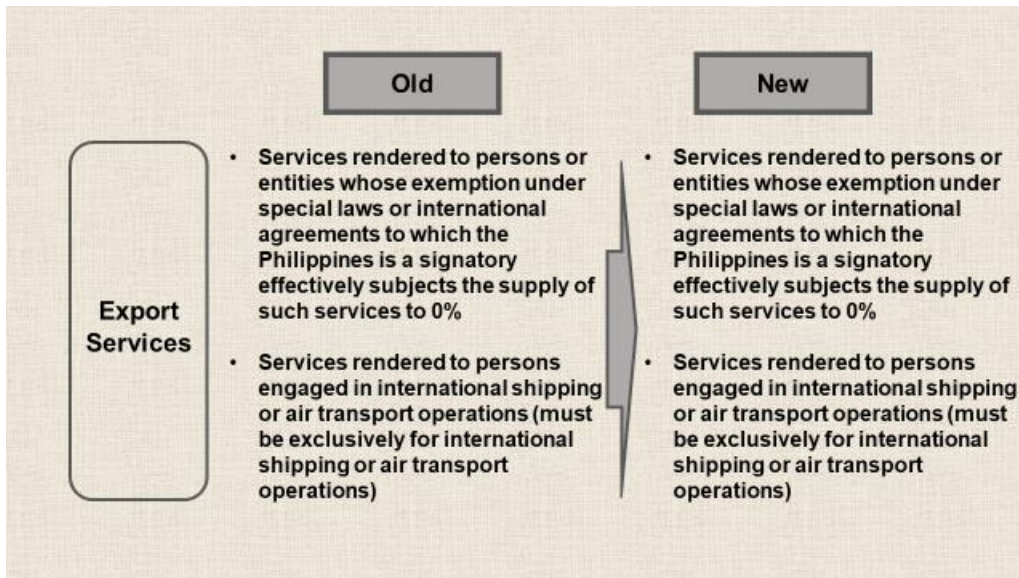 Old
New
Export
Services
• Services rendered to persons or
entities whose exemption under
special laws or international
agreements to which the
Philippines is a signatory
effectively subjects the supply of
such services to 0%
• Services rendered to persons
engaged in international shipping
or air transport operations (must
be exclusively for international
shipping or air transport
operations)
• Services rendered to persons or
entities whose exemption under
special laws or international
agreements to which the
Philippines is a signatory
effectively subjects the supply of
such services to 0%
• Services rendered to persons
engaged in international shipping
or air transport operations (must
be exclusively for international
shipping or air transport
operations)